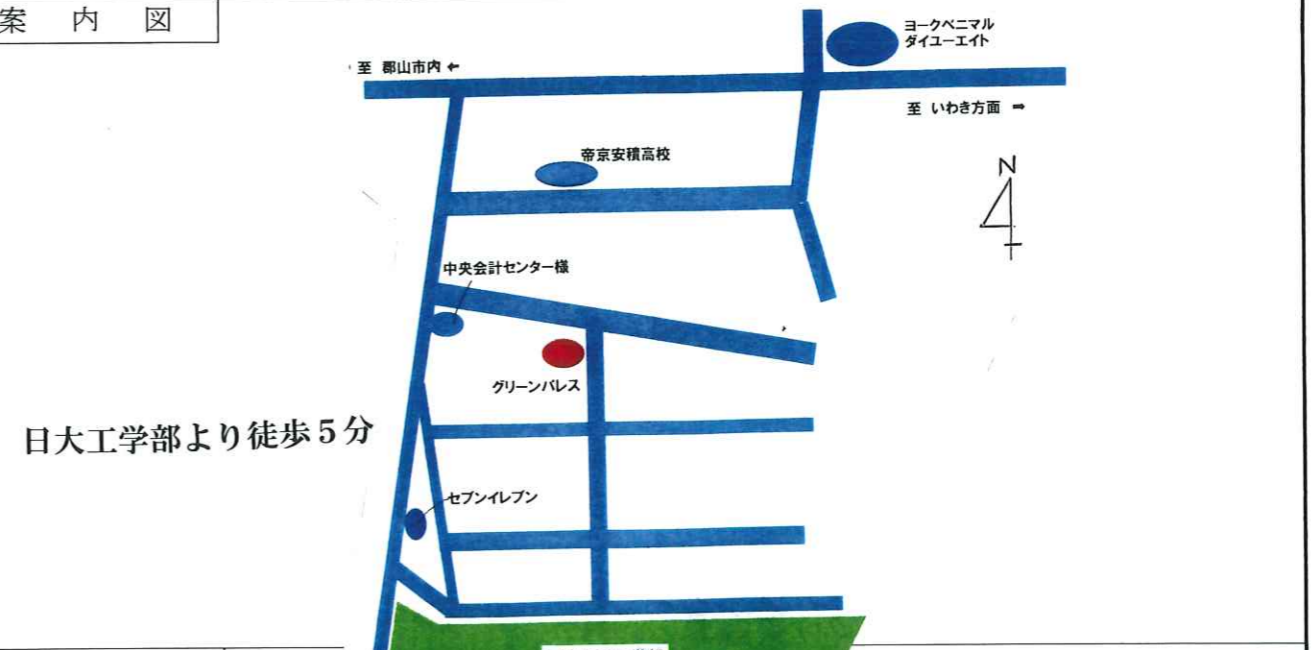 案内図
ヨークベニマル
ダイユーエイト
至 郡山市内 ←
至 いわき方面 ⇒
帝京安積高校
N
中央会計センター様
グリーンパレス
日大工学部より徒歩5分
セブンイレブン